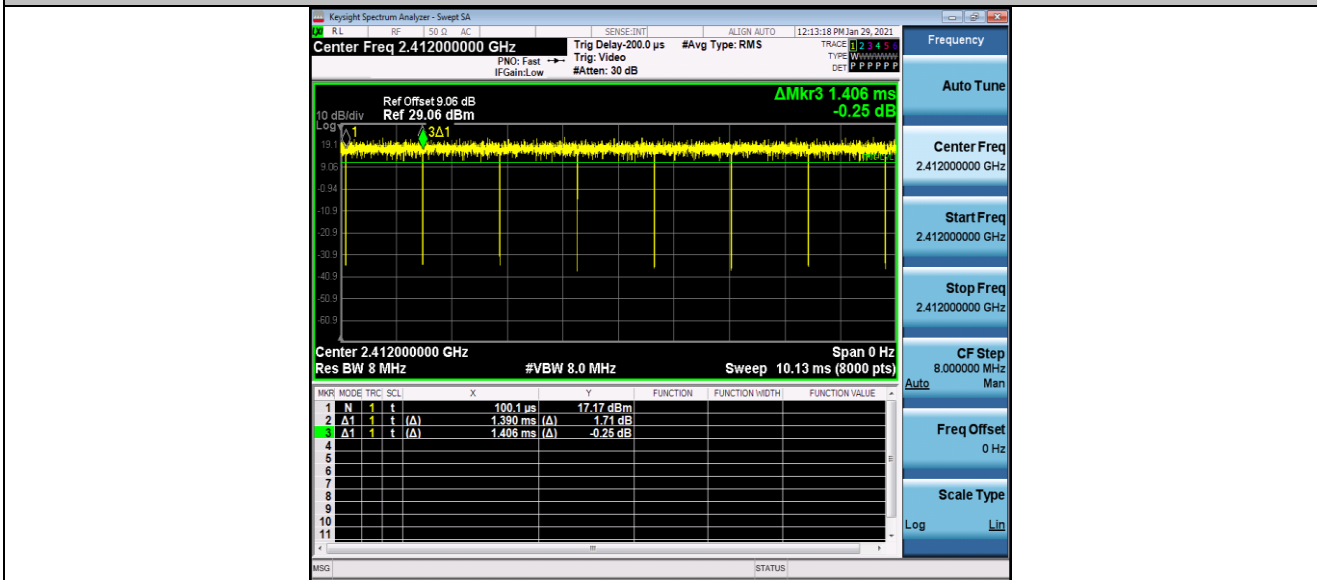 Keysight Spectrum Analyzer - Swept SA
RL RF 50 Ω AC SENSE:INT ALIGN AUTO 12:13:18 PM Jan 29, 2021
Center Freq 2.412000000 GHz Trig Delay-200.0 µs #Avg Type: RMS TRACE 1 2 3 4 5 6
PNO: Fast Trig: Video TYPE WWWWWW
IFGain:Low #Atten: 30 dB DET P P P P P P
Frequency
ΔMkr3 1.406 ms
-0.25 dB
Ref Offset 9.06 dB
10 dB/div Ref 29.06 dBm
Log
1
3Δ1
19.1
9.06
-0.94
-10.9
-20.9
-30.9
-40.9
-50.9
-60.9
Center 2.412000000 GHz Span 0 Hz
Res BW 8 MHz #VBW 8.0 MHz Sweep 10.13 ms (8000 pts)
MKR MODE TRC SCL X Y FUNCTION FUNCTION WIDTH FUNCTION VALUE
1 N 1 t 100.1 µs 17.17 dBm
2 Δ1 1 t (Δ) 1.390 ms (Δ) 1.71 dB
3 Δ1 1 t (Δ) 1.406 ms (Δ) -0.25 dB
4
5
6
7
8
9
10
11
MSG STATUS
Auto Tune
Center Freq
2.412000000 GHz
Start Freq
2.412000000 GHz
Stop Freq
2.412000000 GHz
CF Step
8.000000 MHz
Auto Man
Freq Offset
0 Hz
Scale Type
Log Lin